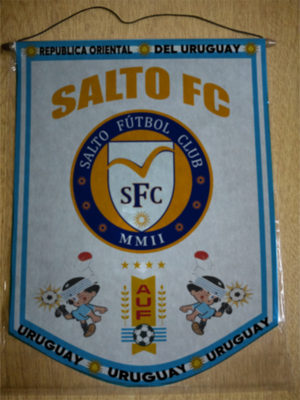 REPUBLICA ORIENTAL DEL URUGUAY
SALTO FC
SALTO FÚTBOL CLUB
SFC
MMII
AUF
URUGUAY URUGUAY URUGUAY